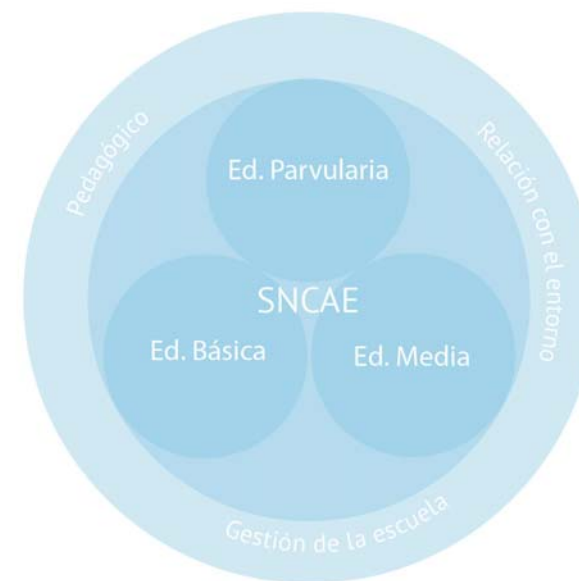 Pedagógico
Relación con el entorno
Ed. Parvularia
SNCAE
Ed. Básica
Ed. Media
Gestión de la escuela